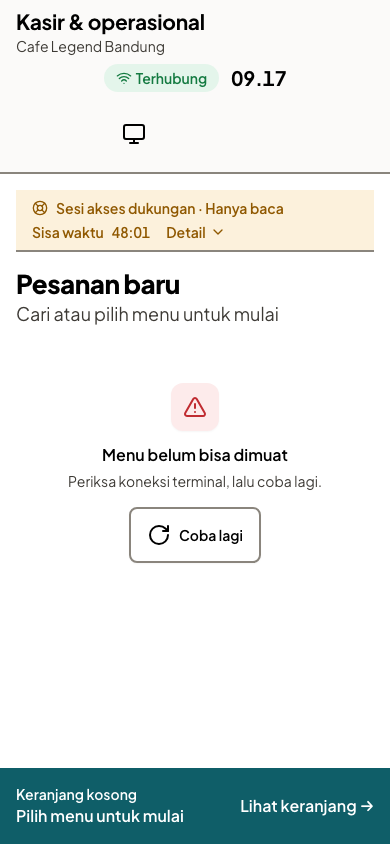 Kasir & operasional
Cafe Legend Bandung
Terhubung 09.17
Sesi akses dukungan · Hanya baca
Sisa waktu 48:01 Detail
Pesanan baru
Cari atau pilih menu untuk mulai
Menu belum bisa dimuat
Periksa koneksi terminal, lalu coba lagi.
Coba lagi
Keranjang kosong
Pilih menu untuk mulai
Lihat keranjang →